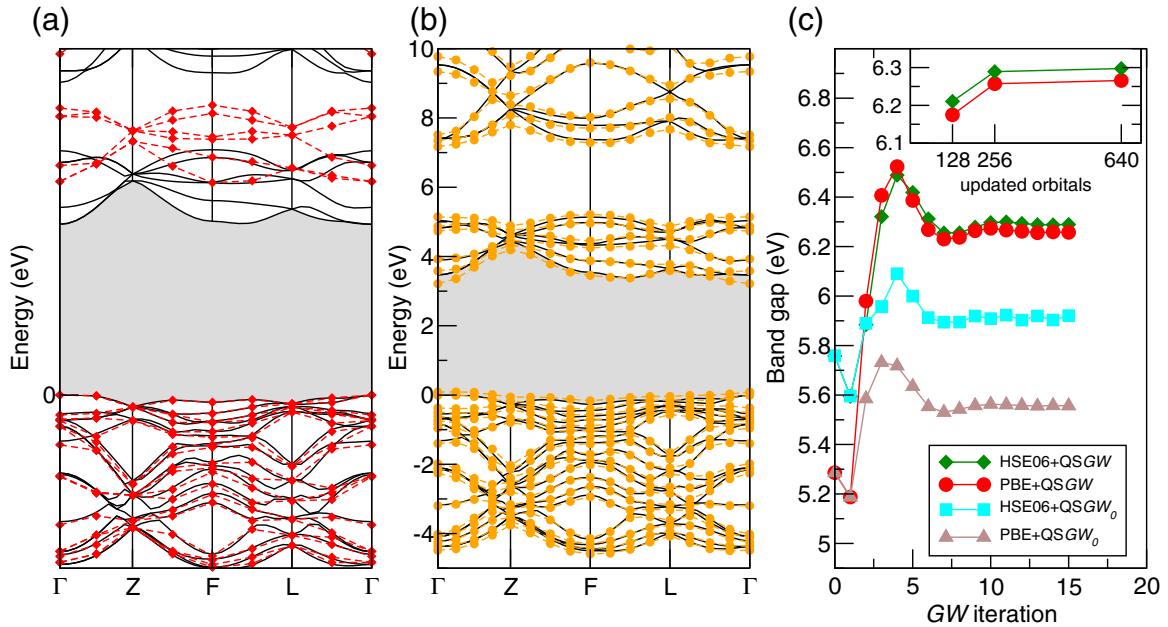 (a)
(b)
(c)
Energy (eV)
0
Γ Z F L Γ
Energy (eV)
10
8
6
4
2
0
-2
-4
Γ Z F L Γ
Band gap (eV)
6.8
6.6
6.4
6.2
6
5.8
5.6
5.4
5.2
5
0 5 10 15 20
GW iteration
6.3
6.2
6.1
128 256 640
updated orbitals
HSE06+QSGW
PBE+QSGW
HSE06+QSGW₀
PBE+QSGW₀